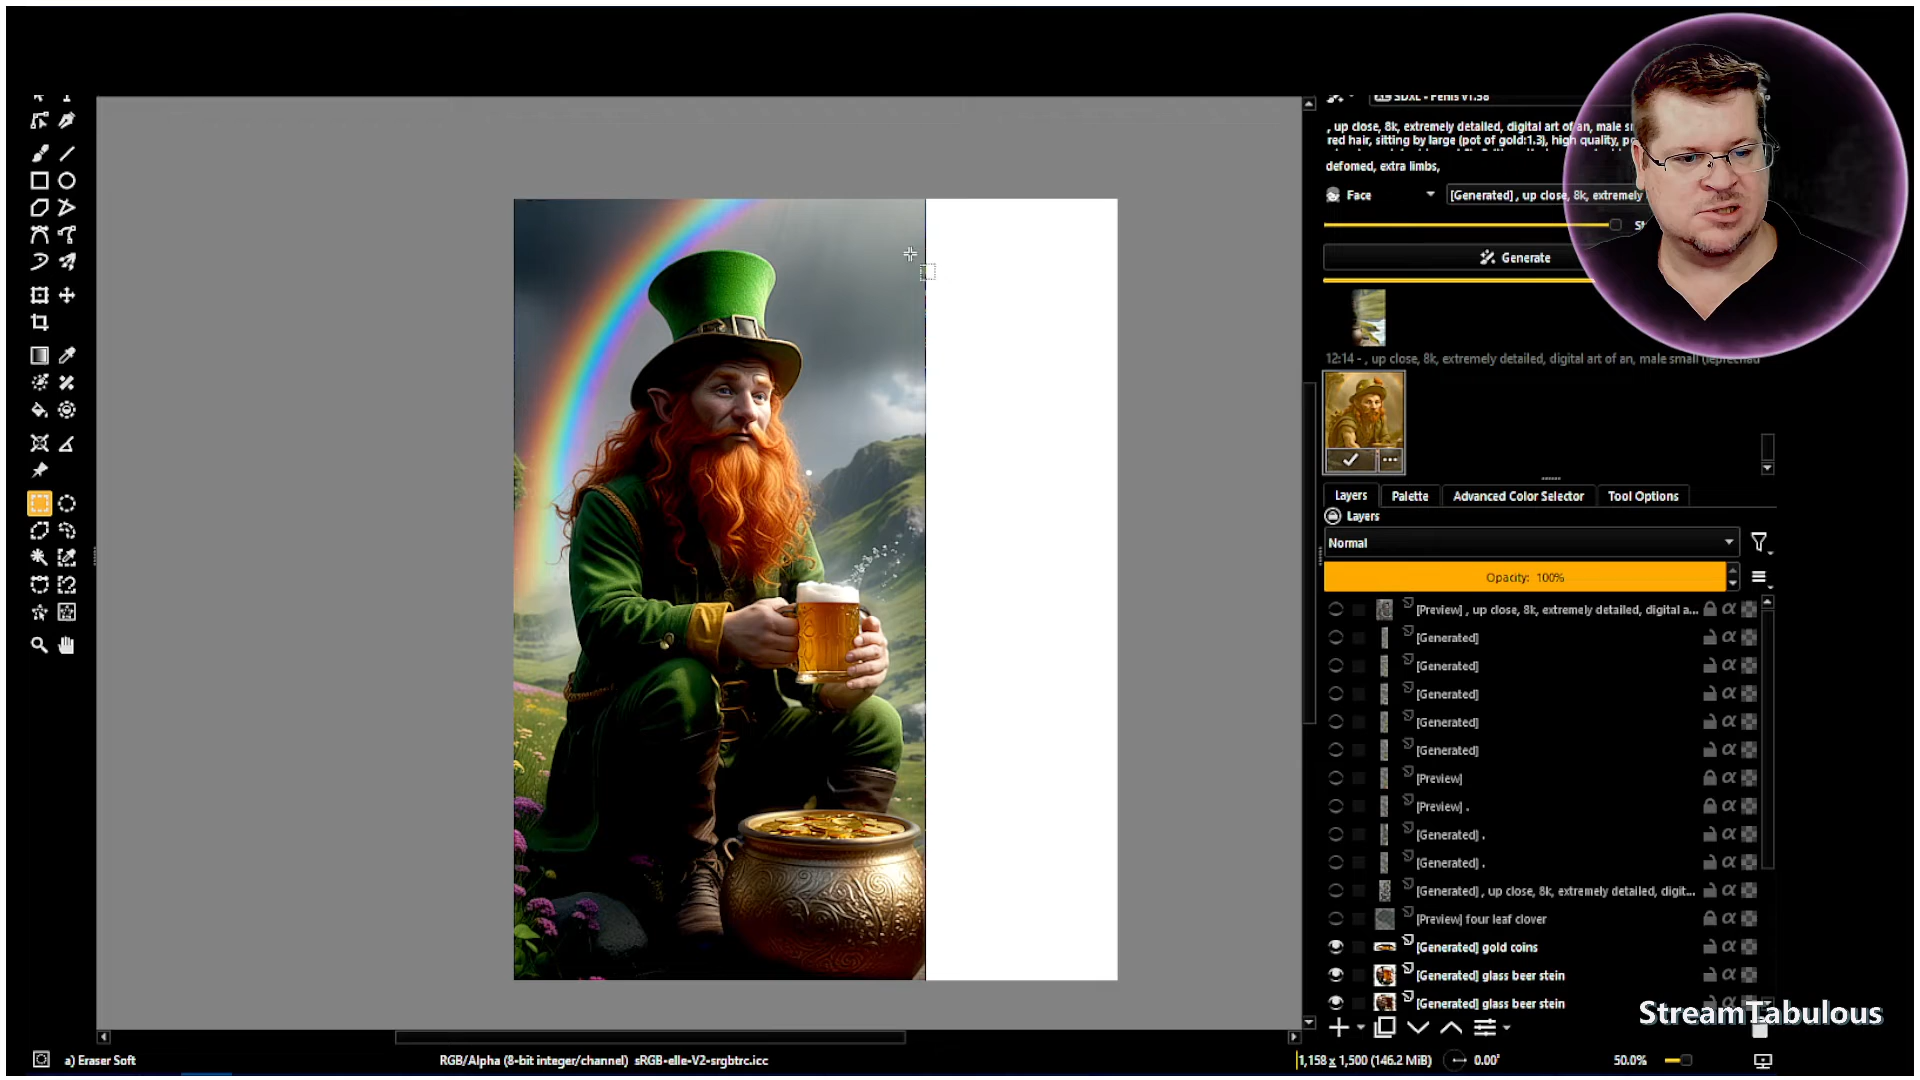 SDXL - Fenis v1.38
, up close, 8k, extremely detailed, digital art of an, male s
red hair, sitting by large (pot of gold:1.3), high quality, p
defomed, extra limbs,
Face
[Generated] , up close, 8k, extremely
Generate
12:14 - , up close, 8k, extremely detailed, digital art of an, male small (leprechau
Layers Palette Advanced Color Selector Tool Options
Layers
Normal
Opacity: 100%
[Preview] , up close, 8k, extremely detailed, digital a...
[Generated]
[Generated]
[Generated]
[Generated]
[Generated]
[Preview]
[Preview] .
[Generated] .
[Generated] .
[Generated] , up close, 8k, extremely detailed, digit...
[Preview] four leaf clover
[Generated] gold coins
[Generated] glass beer stein
[Generated] glass beer stein
StreamTabulous
a) Eraser Soft
RGB/Alpha (8-bit integer/channel) sRGB-elle-V2-srgbtrc.icc
1,158 x 1,500 (146.2 MiB)
0.00°
50.0%